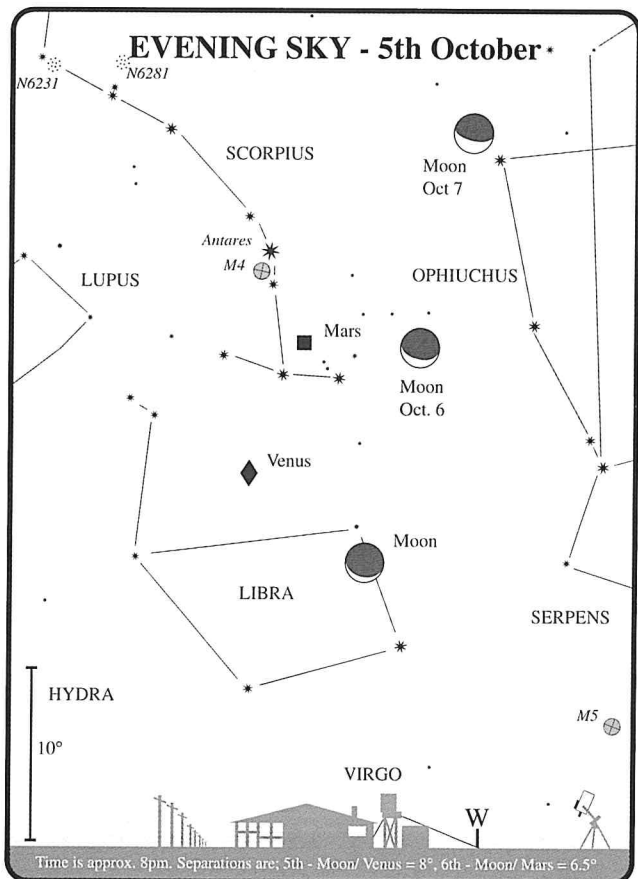 EVENING SKY - 5th October
N6231
N6281
SCORPIUS
Moon
Oct 7
Antares
M4
LUPUS
OPHIUCHUS
Mars
Moon
Oct. 6
Venus
Moon
LIBRA
SERPENS
HYDRA
M5
10°
VIRGO
W
Time is approx. 8pm. Separations are; 5th - Moon/ Venus = 8°, 6th - Moon/ Mars = 6.5°